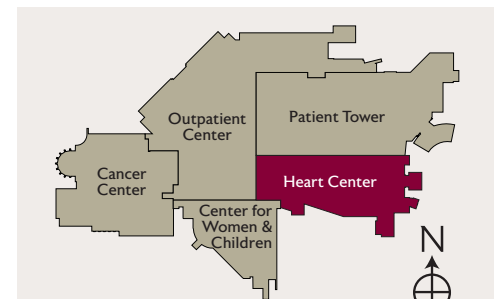 Outpatient
Center
Patient Tower
Cancer
Center
Heart Center
Center for
Women &
Children
N